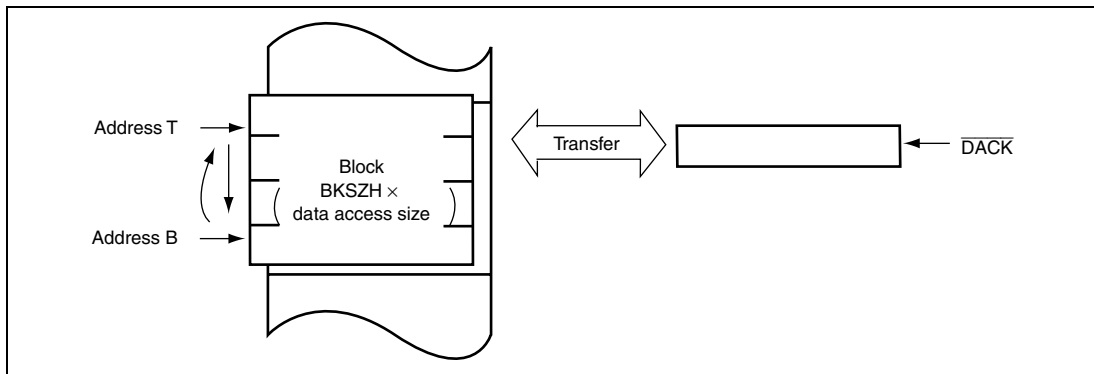 Address T
Address B
Block
BKSZH ×
data access size
Transfer
DACK